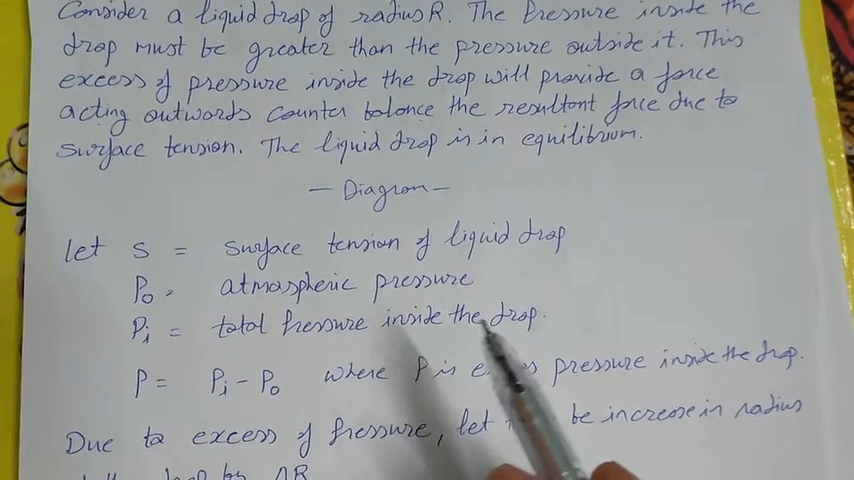 Consider a liquid drop of radius R. The Pressure inside the
drop must be greater than the pressure outside it. This
excess of pressure inside the drop will provide a force
acting outwards counter balance the resultant force due to
surface tension. The liquid drop is in equilibrium.
— Diagram —
let S = surface tension of liquid drop
P₀ = atmospheric pressure
Pᵢ = total pressure inside the drop.
P = Pᵢ - P₀ where P is pressure inside the drop.
Due to excess of pressure, let be increase in radius
drop by ΔR